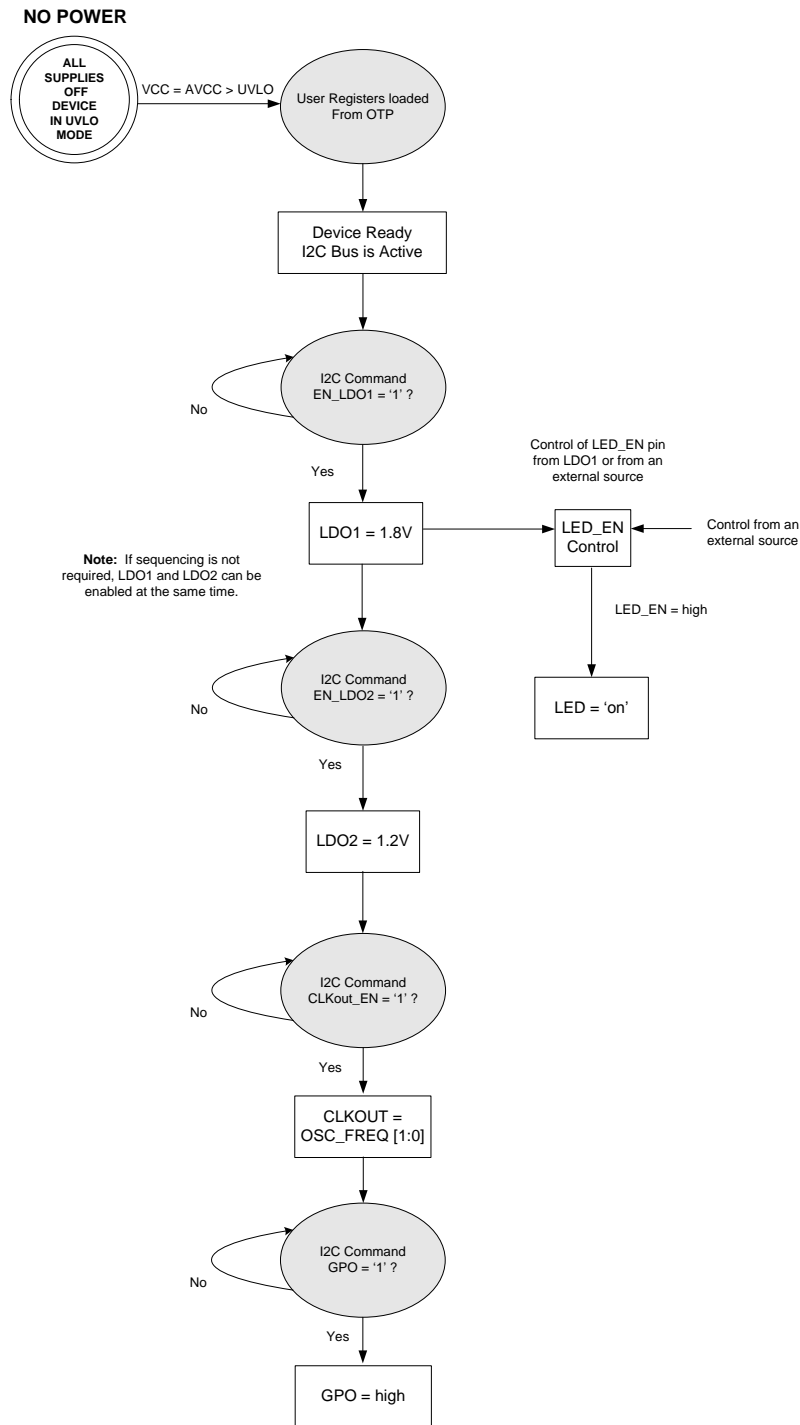 NO POWER
ALL
SUPPLIES
OFF
DEVICE
IN UVLO
MODE
VCC = AVCC > UVLO
User Registers loaded
From OTP
Device Ready
I2C Bus is Active
I2C Command
EN_LDO1 = ‘1’ ?
No
Yes
Control of LED_EN pin
from LDO1 or from an
external source
LDO1 = 1.8V
LED_EN
Control
Control from an
external source
Note: If sequencing is not
required, LDO1 and LDO2 can be
enabled at the same time.
LED_EN = high
I2C Command
EN_LDO2 = ‘1’ ?
No
LED = ‘on’
Yes
LDO2 = 1.2V
I2C Command
CLKout_EN = ‘1’ ?
No
Yes
CLKOUT =
OSC_FREQ [1:0]
I2C Command
GPO = ‘1’ ?
No
Yes
GPO = high